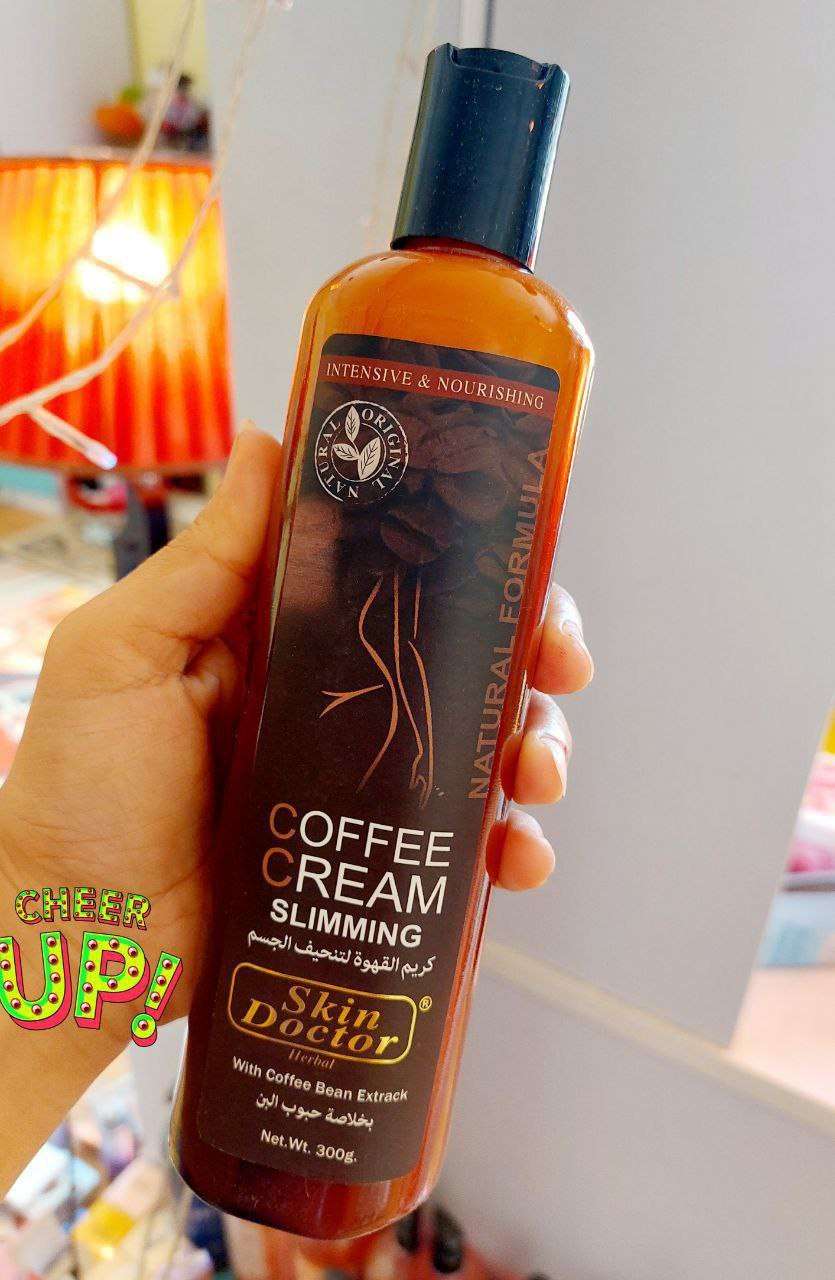 INTENSIVE & NOURISHING
NATURAL ORIGINAL NATURAL
NATURAL FORMULA
COFFEE
CREAM
SLIMMING
كريم القهوة لتنحيف الجسم
Skin
Doctor®
Herbal
With Coffee Bean Extrack
بخلاصة حبوب البن
Net.Wt. 300g.
CHEER
UP!